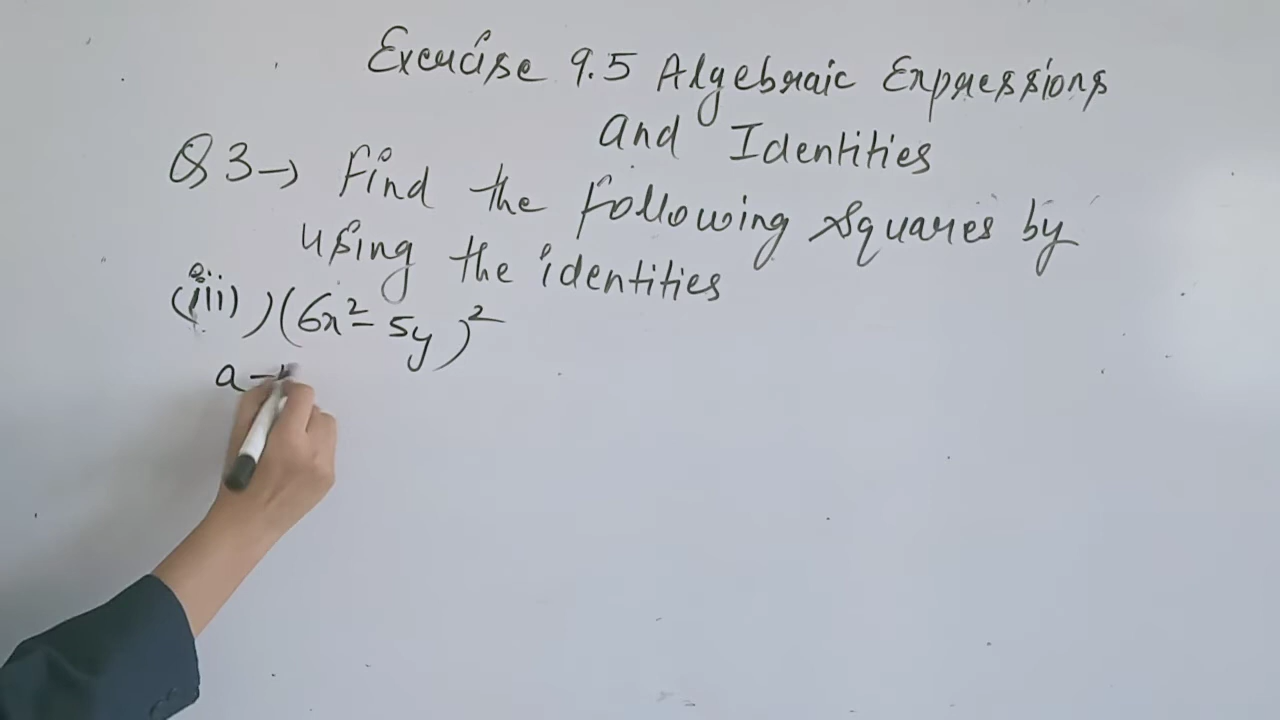 Exercise 9.5 Algebraic Expressions
and Identities
Q 3→ Find the following squares by
using the identities
(iii) (6x² - 5y)²
a -